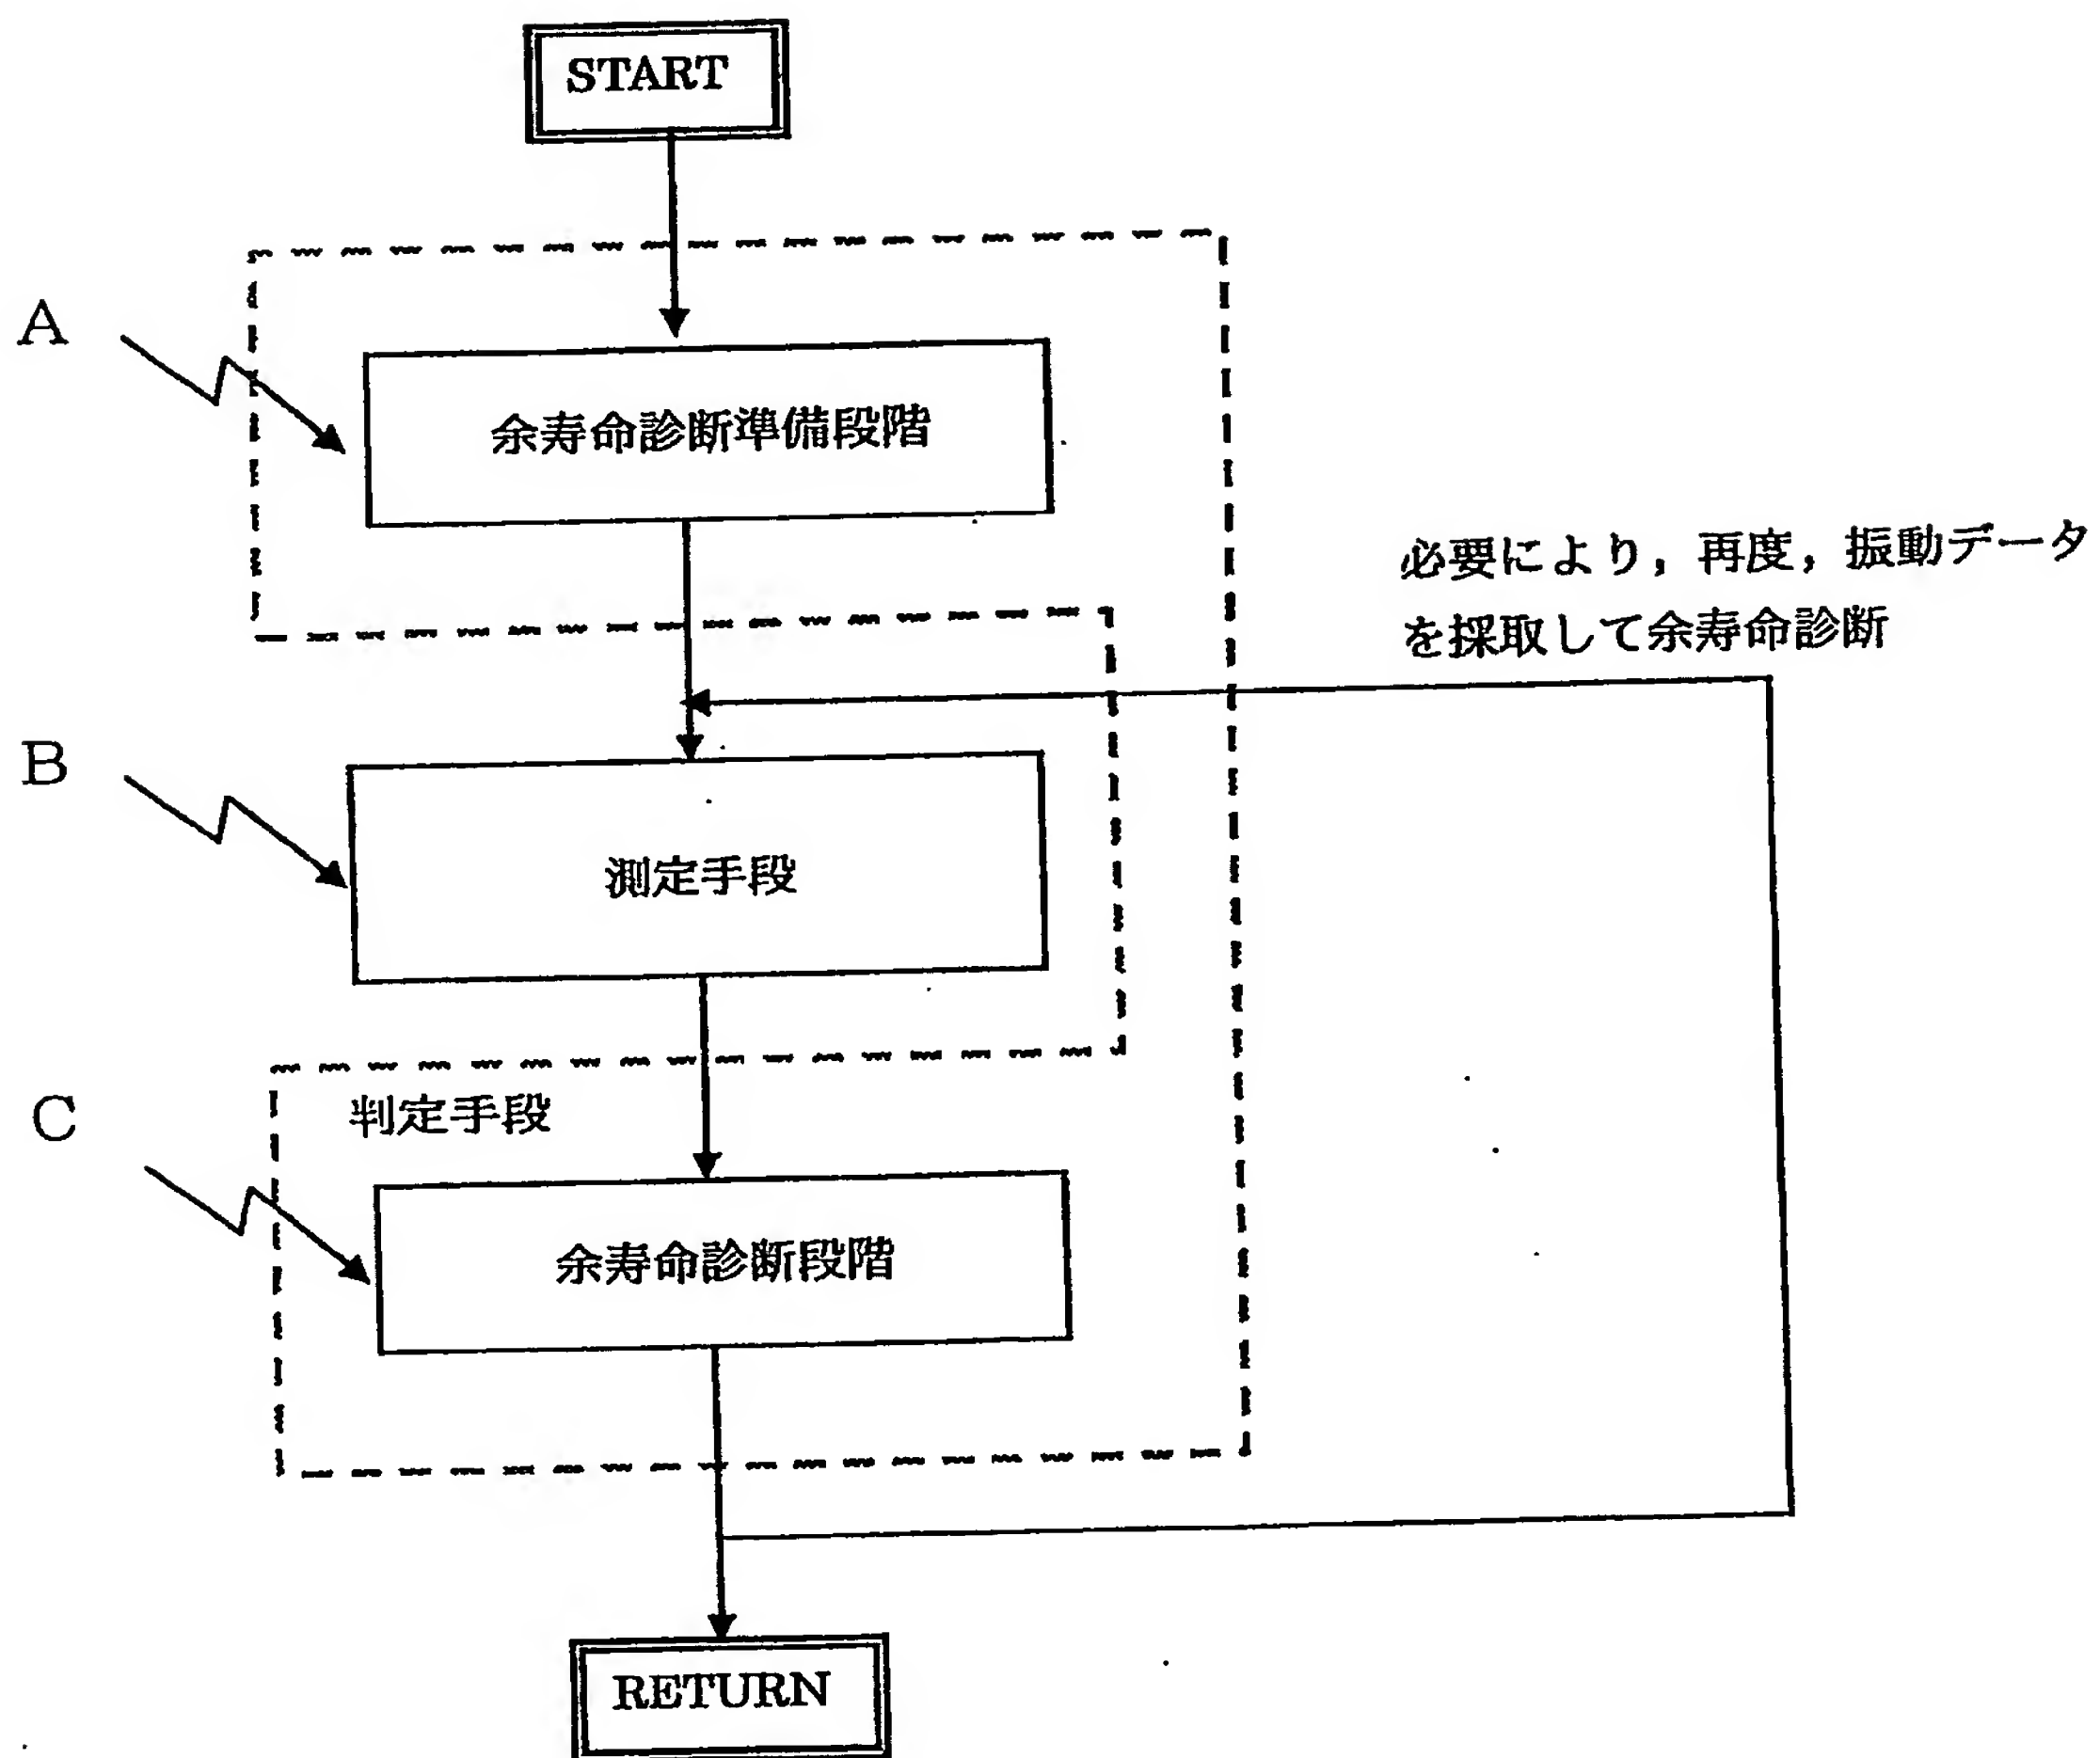 START
A
余寿命診断準備段階
必要により，再度，振動データ
を採取して余寿命診断
B
測定手段
C
判定手段
余寿命診断段階
RETURN